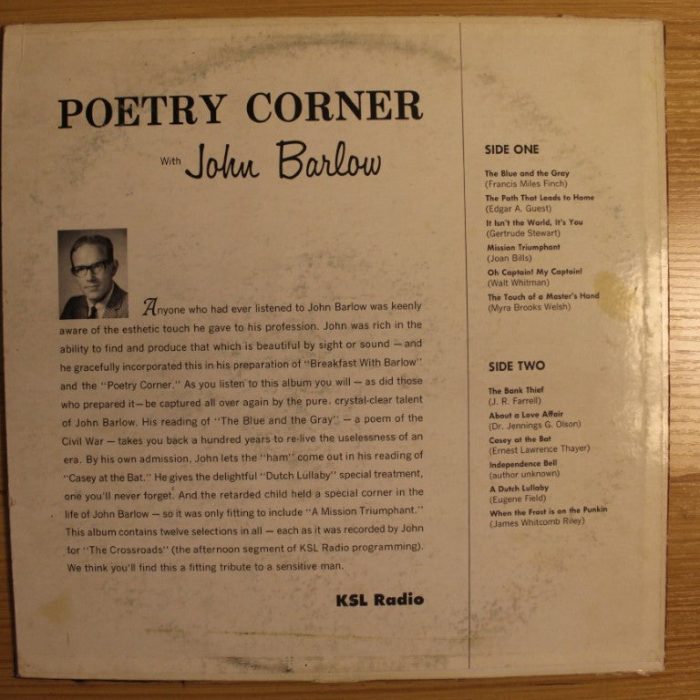 POETRY CORNER
With John Barlow
Anyone who had ever listened to John Barlow was keenly
aware of the esthetic touch he gave to his profession. John was rich in the
ability to find and produce that which is beautiful by sight or sound — and
he gracefully incorporated this in his preparation of "Breakfast With Barlow"
and the "Poetry Corner." As you listen to this album you will — as did those
who prepared it — be captured all over again by the pure, crystal-clear talent
of John Barlow. His reading of "The Blue and the Gray" — a poem of the
Civil War — takes you back a hundred years to re-live the uselessness of an
era. By his own admission, John lets the "ham" come out in his reading of
"Casey at the Bat." He gives the delightful "Dutch Lullaby" special treatment,
one you'll never forget. And the retarded child held a special corner in the
life of John Barlow — so it was only fitting to include "A Mission Triumphant."
This album contains twelve selections in all — each as it was recorded by John
for "The Crossroads" (the afternoon segment of KSL Radio programming).
We think you'll find this a fitting tribute to a sensitive man.
KSL Radio
SIDE ONE
The Blue and the Gray
(Francis Miles Finch)
The Path That Leads to Home
(Edgar A. Guest)
It Isn't the World, It's You
(Gertrude Stewart)
Mission Triumphant
(Joan Bills)
Oh Captain! My Captain!
(Walt Whitman)
The Touch of a Master's Hand
(Myra Brooks Welsh)
SIDE TWO
The Bank Thief
(J. R. Farrell)
About a Love Affair
(Dr. Jennings G. Olson)
Casey at the Bat
(Ernest Lawrence Thayer)
Independence Bell
(author unknown)
A Dutch Lullaby
(Eugene Field)
When the Frost is on the Punkin
(James Whitcomb Riley)